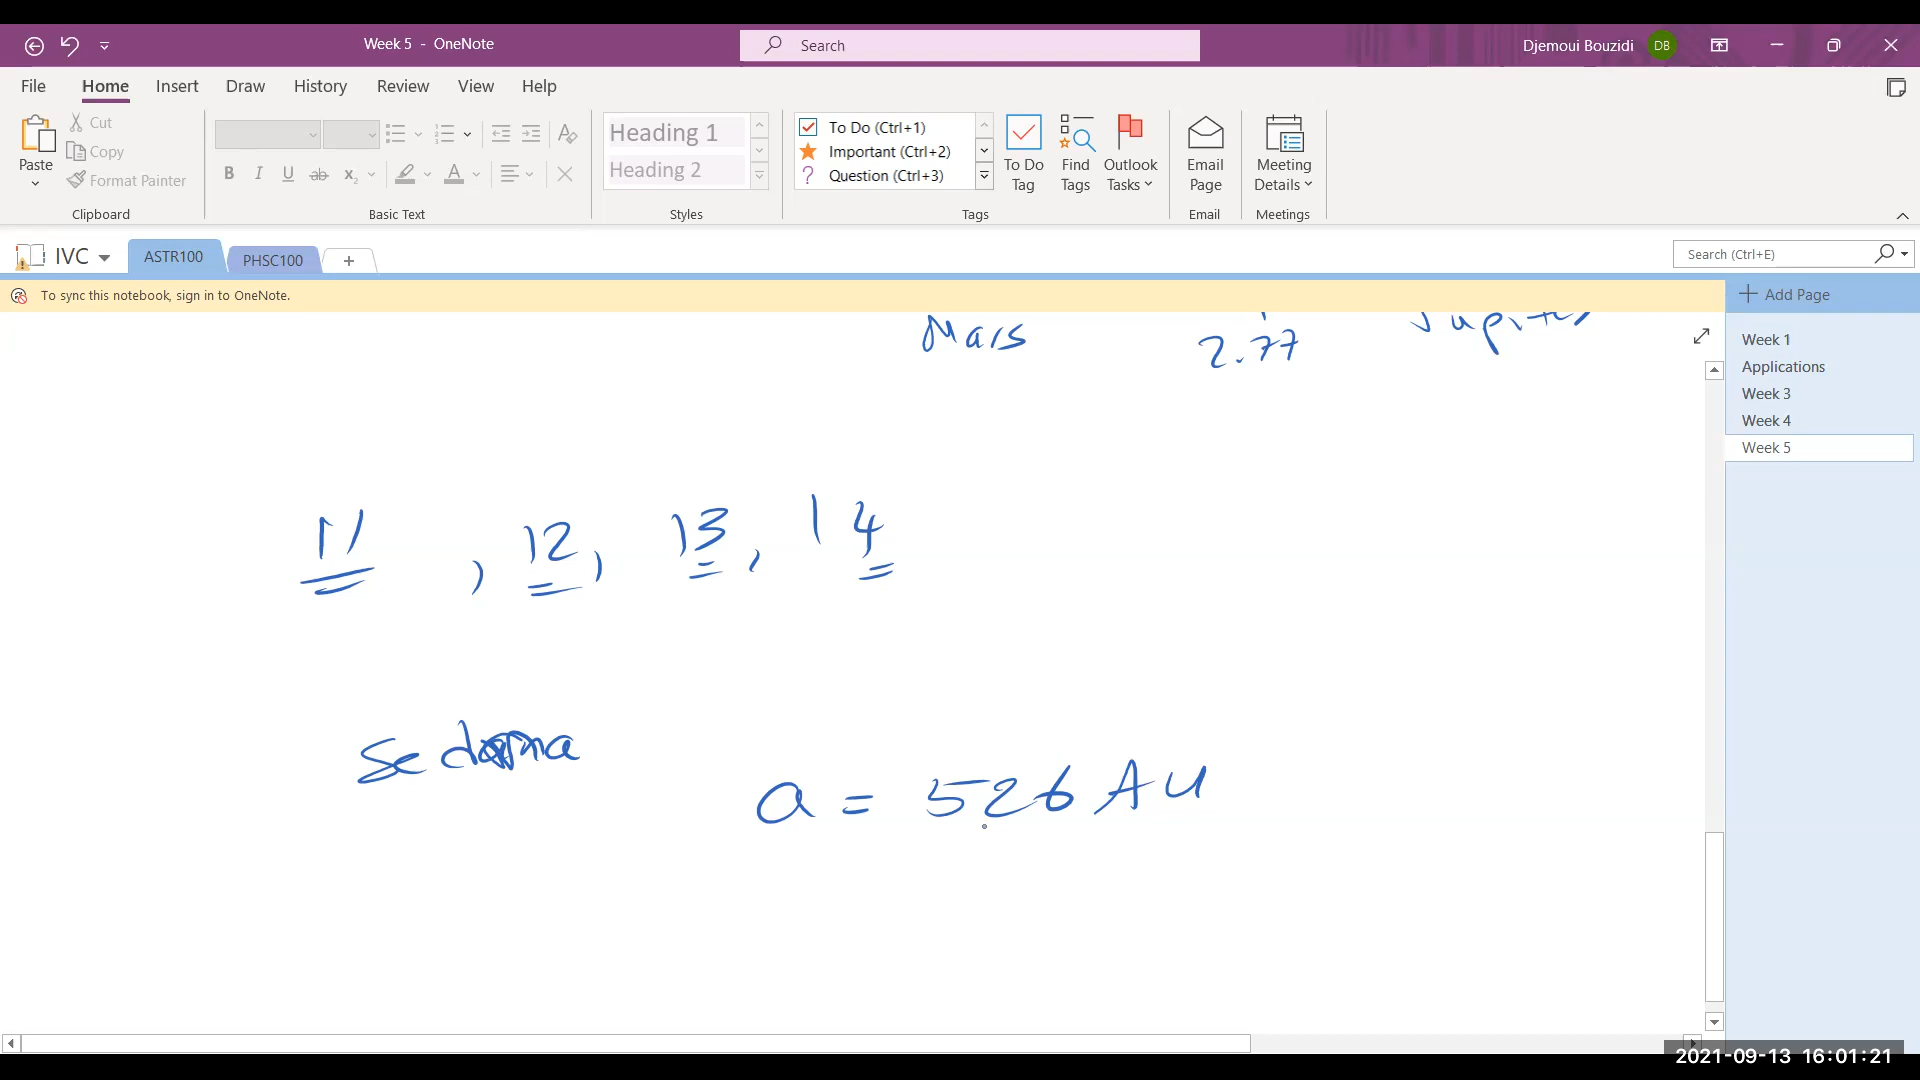 Week 5 - OneNote
Search
Djemoui Bouzidi DB
File Home Insert Draw History Review View Help
Paste
Cut
Copy
Format Painter
Clipboard
B I U ab x₂ A
Basic Text
Heading 1
Heading 2
Styles
To Do (Ctrl+1)
Important (Ctrl+2)
Question (Ctrl+3)
To Do Tag
Find Tags
Outlook Tasks
Tags
Email Page
Email
Meeting Details
Meetings
IVC ASTR100 PHSC100 +
Search (Ctrl+E)
To sync this notebook, sign in to OneNote.
Add Page
Week 1
Applications
Week 3
Week 4
Week 5
Mars 2.77 Jupiter
11 , 12, 13, 14
a = 526 AU
2021-09-13 16:01:21